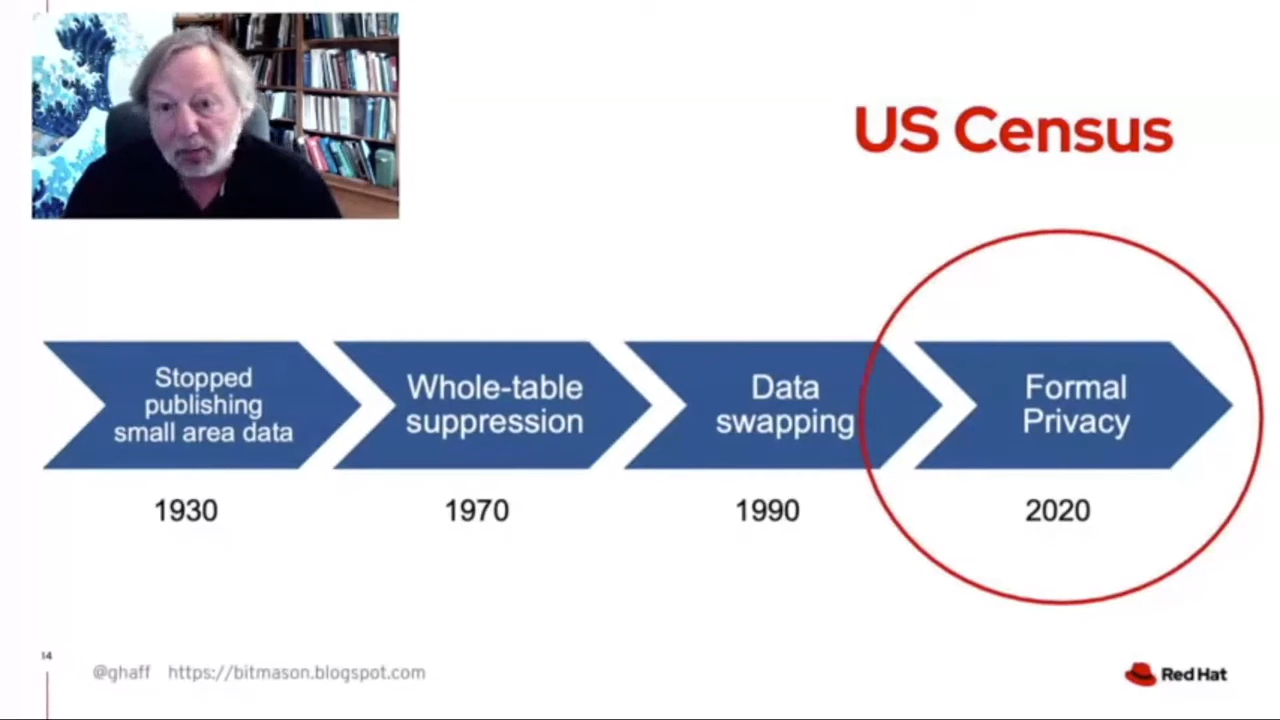 US Census
Stopped
publishing
small area data
Whole-table
suppression
Data
swapping
Formal
Privacy
1930
1970
1990
2020
14
@ghaff https://bitmason.blogspot.com
Red Hat